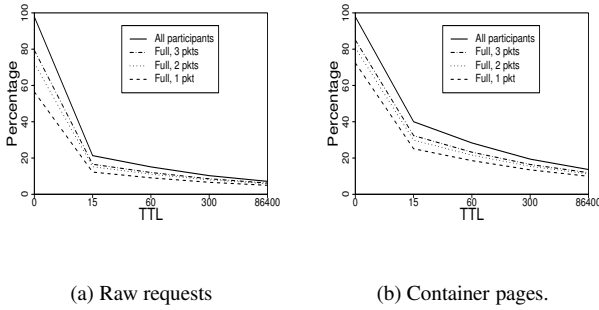 Percentage
100
80
60
40
20
0
All participants
Full, 3 pkts
Full, 2 pkts
Full, 1 pkt
0 15 60 300 86400
TTL
(a) Raw requests
Percentage
100
80
60
40
20
0
All participants
Full, 3 pkts
Full, 2 pkts
Full, 1 pkt
0 15 60 300 86400
TTL
(b) Container pages.